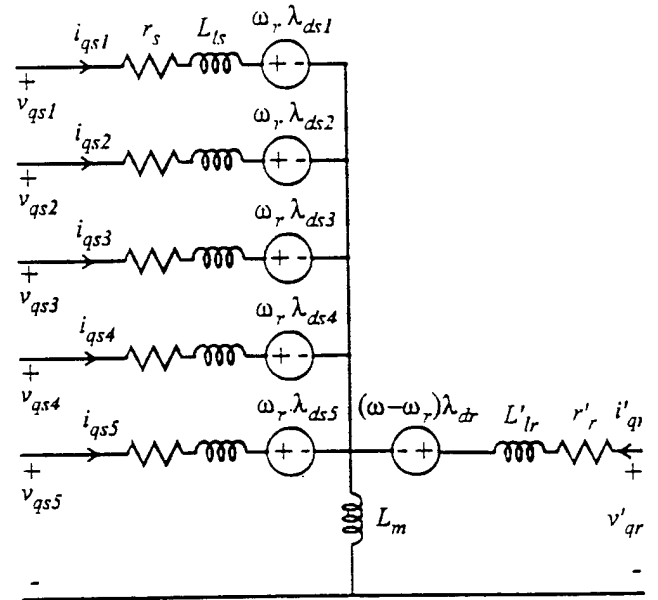 i_qs1 r_s L_ls ω_r λ_ds1
+ + -
v_qs1
i_qs2 ω_r λ_ds2
+ + -
v_qs2
i_qs3 ω_r λ_ds3
+ + -
v_qs3
i_qs4 ω_r λ_ds4
+ + -
v_qs4
i_qs5 ω_r λ_ds5 (ω-ω_r)λ_dr L'_lr r'_r i'_qr
+ + - - + +
v_qs5 L_m v'_qr
- -